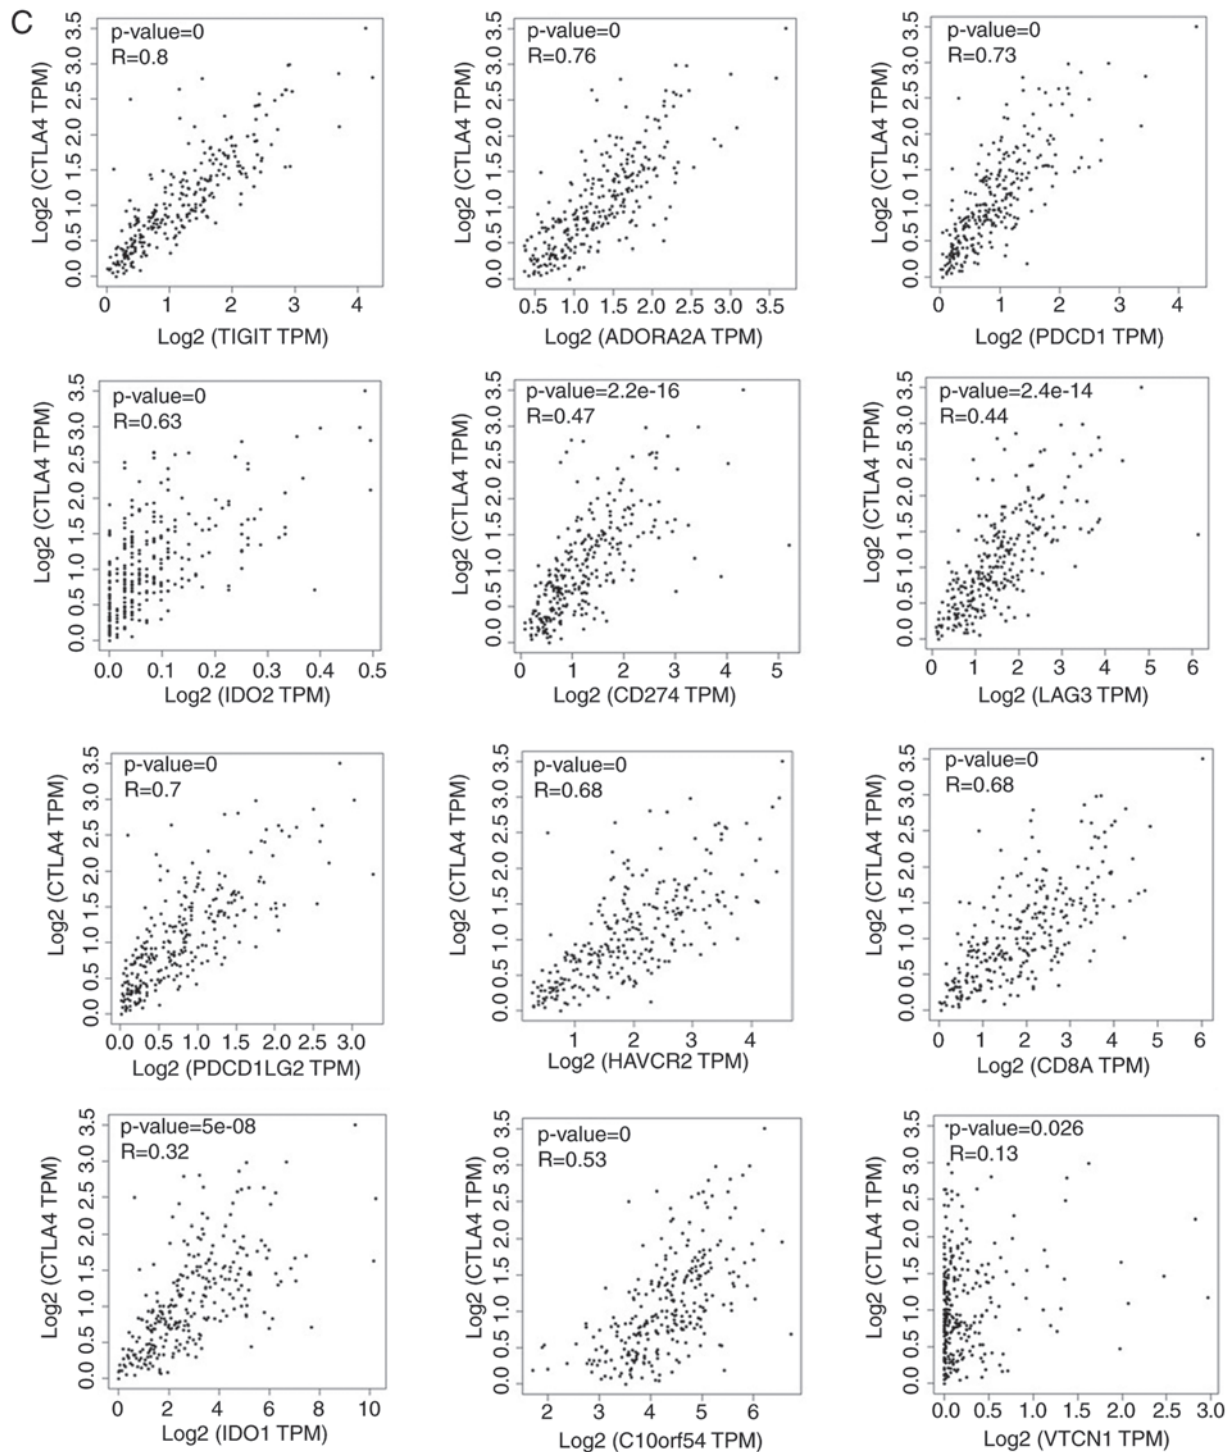 C
p-value=0
R=0.8
Log2 (CTLA4 TPM)
0.0 0.5 1.0 1.5 2.0 2.5 3.0 3.5
0 1 2 3 4
Log2 (TIGIT TPM)
p-value=0
R=0.76
Log2 (CTLA4 TPM)
0.0 0.5 1.0 1.5 2.0 2.5 3.0 3.5
0.5 1.0 1.5 2.0 2.5 3.0 3.5
Log2 (ADORA2A TPM)
p-value=0
R=0.73
Log2 (CTLA4 TPM)
0.0 0.5 1.0 1.5 2.0 2.5 3.0 3.5
0 1 2 3 4
Log2 (PDCD1 TPM)
p-value=0
R=0.63
Log2 (CTLA4 TPM)
0.0 0.5 1.0 1.5 2.0 2.5 3.0 3.5
0.0 0.1 0.2 0.3 0.4 0.5
Log2 (IDO2 TPM)
p-value=2.2e-16
R=0.47
Log2 (CTLA4 TPM)
0.0 0.5 1.0 1.5 2.0 2.5 3.0 3.5
0 1 2 3 4 5
Log2 (CD274 TPM)
p-value=2.4e-14
R=0.44
Log2 (CTLA4 TPM)
0.0 0.5 1.0 1.5 2.0 2.5 3.0 3.5
0 1 2 3 4 5 6
Log2 (LAG3 TPM)
p-value=0
R=0.7
Log2 (CTLA4 TPM)
0.0 0.5 1.0 1.5 2.0 2.5 3.0 3.5
0.0 0.5 1.0 1.5 2.0 2.5 3.0
Log2 (PDCD1LG2 TPM)
p-value=0
R=0.68
Log2 (CTLA4 TPM)
0.0 0.5 1.0 1.5 2.0 2.5 3.0 3.5
1 2 3 4
Log2 (HAVCR2 TPM)
p-value=0
R=0.68
Log2 (CTLA4 TPM)
0.0 0.5 1.0 1.5 2.0 2.5 3.0 3.5
0 1 2 3 4 5 6
Log2 (CD8A TPM)
p-value=5e-08
R=0.32
Log2 (CTLA4 TPM)
0.0 0.5 1.0 1.5 2.0 2.5 3.0 3.5
0 2 4 6 8 10
Log2 (IDO1 TPM)
p-value=0
R=0.53
Log2 (CTLA4 TPM)
0.0 0.5 1.0 1.5 2.0 2.5 3.0 3.5
2 3 4 5 6
Log2 (C10orf54 TPM)
p-value=0.026
R=0.13
Log2 (CTLA4 TPM)
0.0 0.5 1.0 1.5 2.0 2.5 3.0 3.5
0.0 0.5 1.0 1.5 2.0 2.5 3.0
Log2 (VTCN1 TPM)